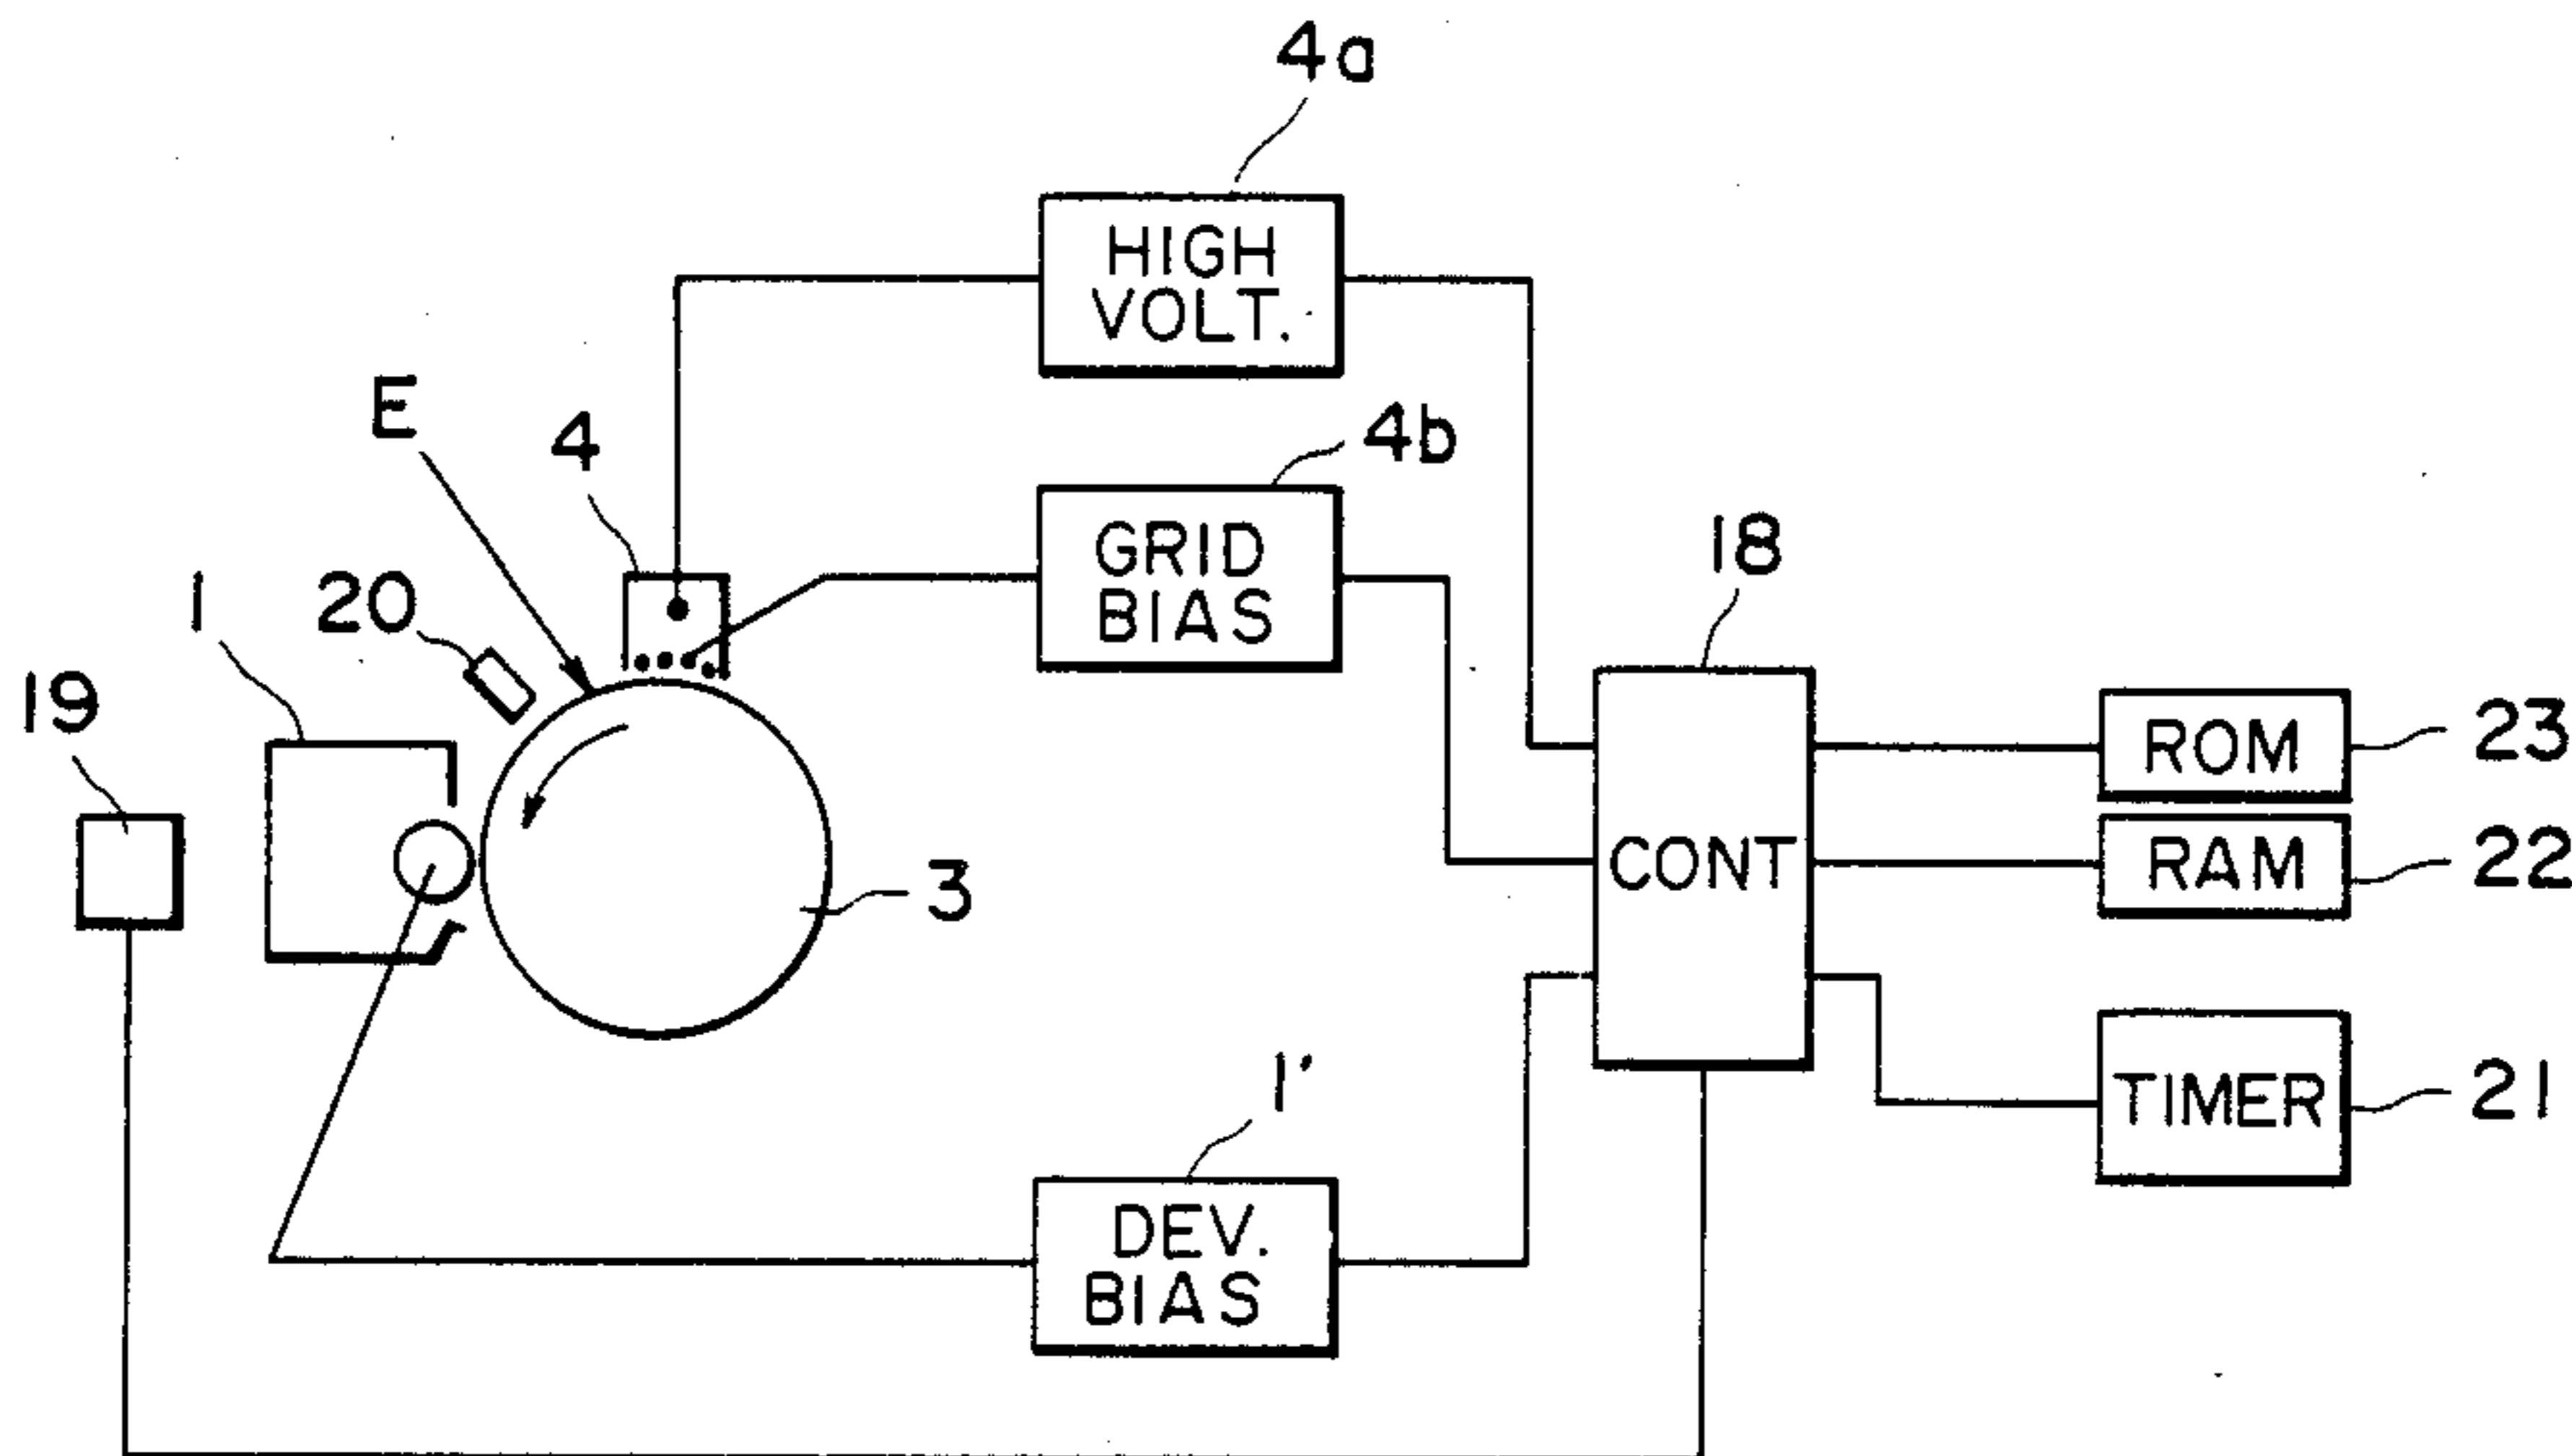 4a
HIGH
VOLT.
E
4
4b
GRID
BIAS
18
1
20
19
ROM
23
CONT
RAM
22
3
1'
TIMER
21
DEV.
BIAS